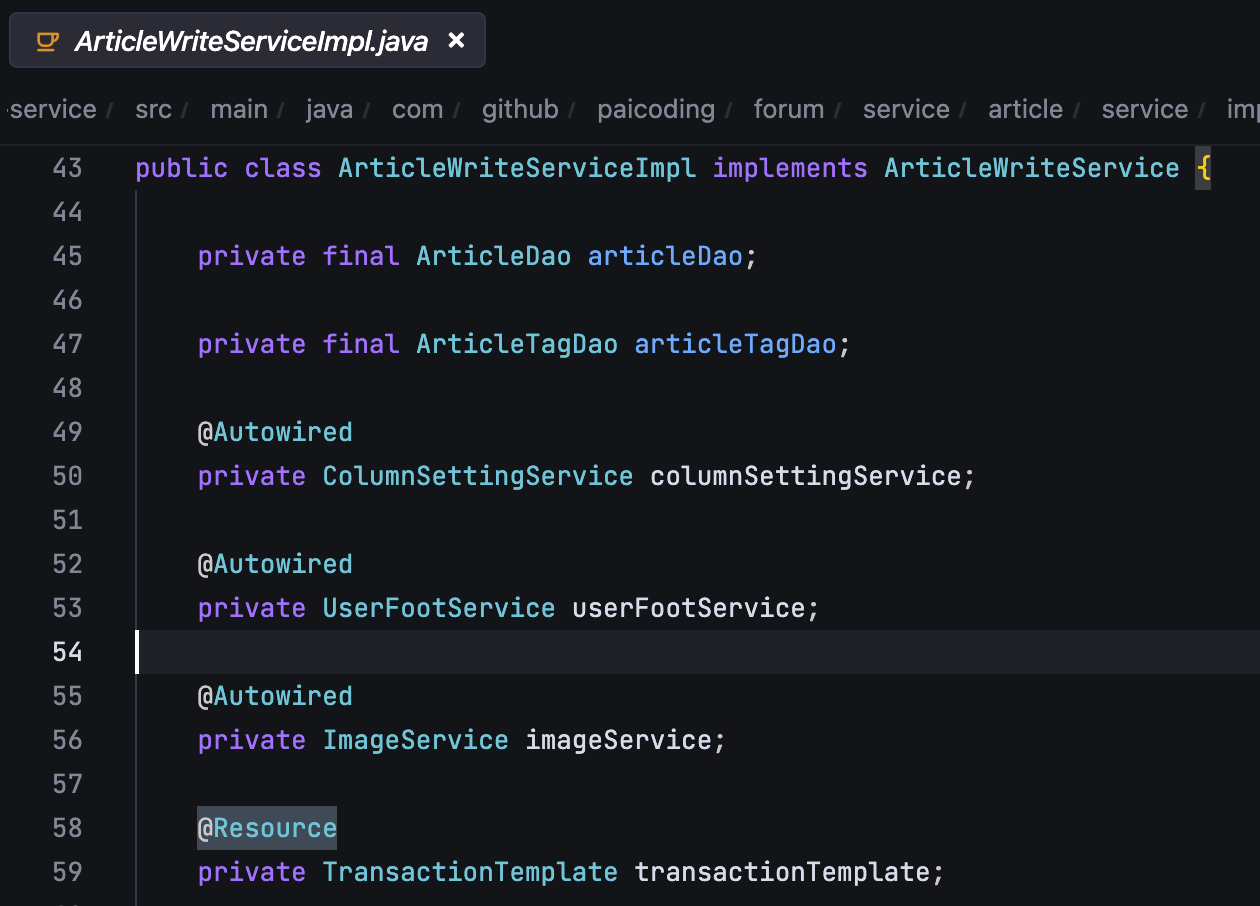 ArticleWriteServiceImpl.java ×
-service / src / main / java / com / github / paicoding / forum / service / article / service /
43 public class ArticleWriteServiceImpl implements ArticleWriteService {
44
45 private final ArticleDao articleDao;
46
47 private final ArticleTagDao articleTagDao;
48
49 @Autowired
50 private ColumnSettingService columnSettingService;
51
52 @Autowired
53 private UserFootService userFootService;
54
55 @Autowired
56 private ImageService imageService;
57
58 @Resource
59 private TransactionTemplate transactionTemplate;